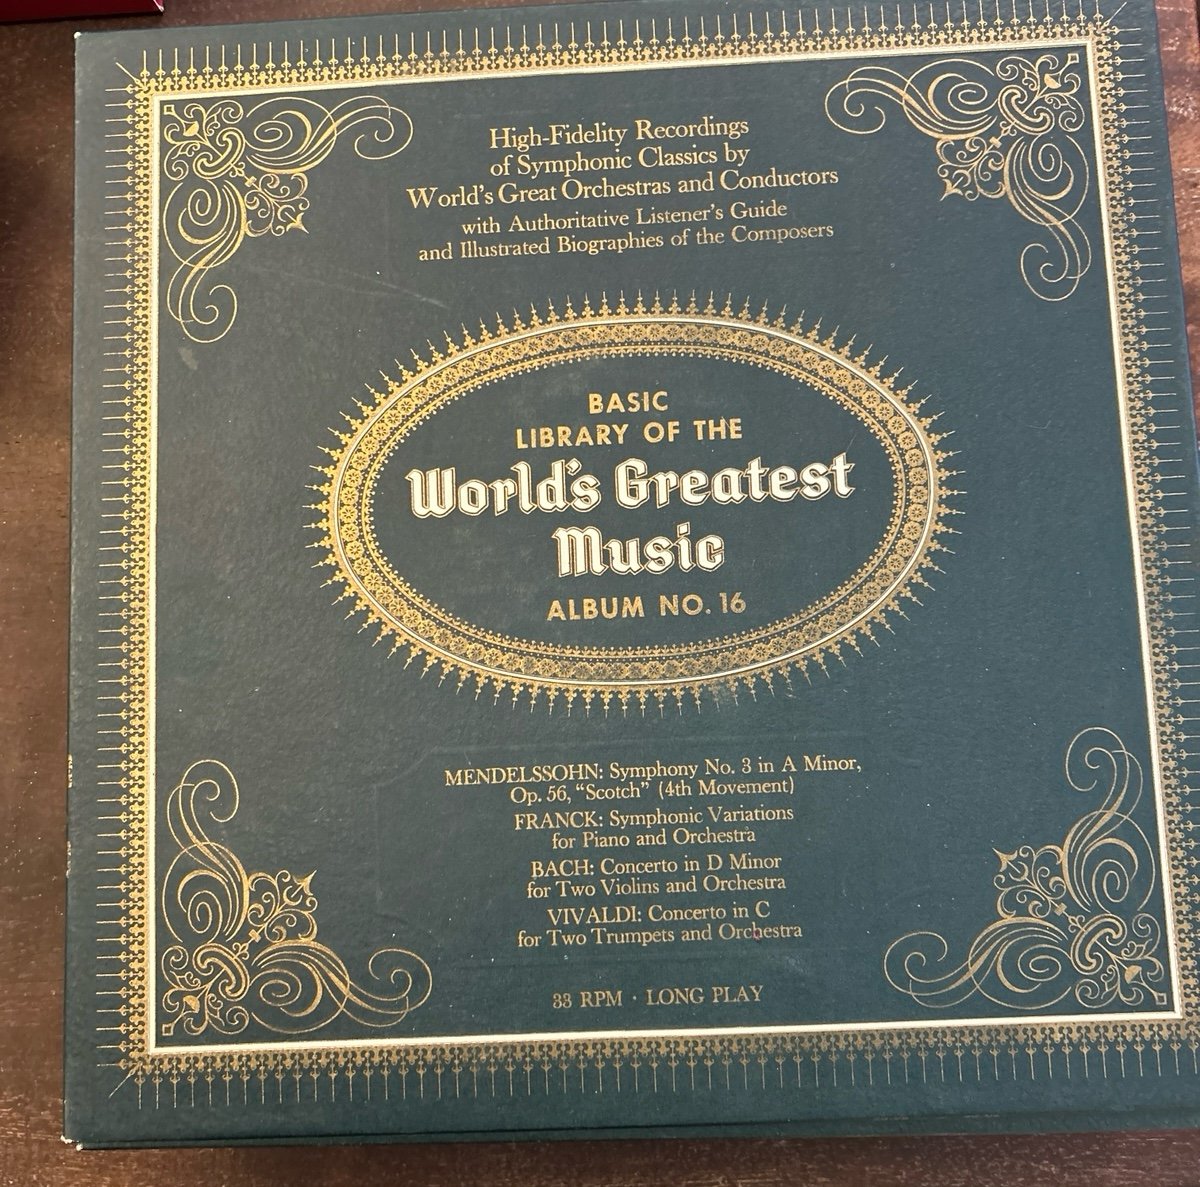 High-Fidelity Recordings
of Symphonic Classics by
World's Great Orchestras and Conductors
with Authoritative Listener's Guide
and Illustrated Biographies of the Composers
BASIC
LIBRARY OF THE
World's Greatest
Music
ALBUM NO. 16
MENDELSSOHN: Symphony No. 3 in A Minor,
Op. 56, "Scotch" (4th Movement)
FRANCK: Symphonic Variations
for Piano and Orchestra
BACH: Concerto in D Minor
for Two Violins and Orchestra
VIVALDI: Concerto in C
for Two Trumpets and Orchestra
33 RPM · LONG PLAY